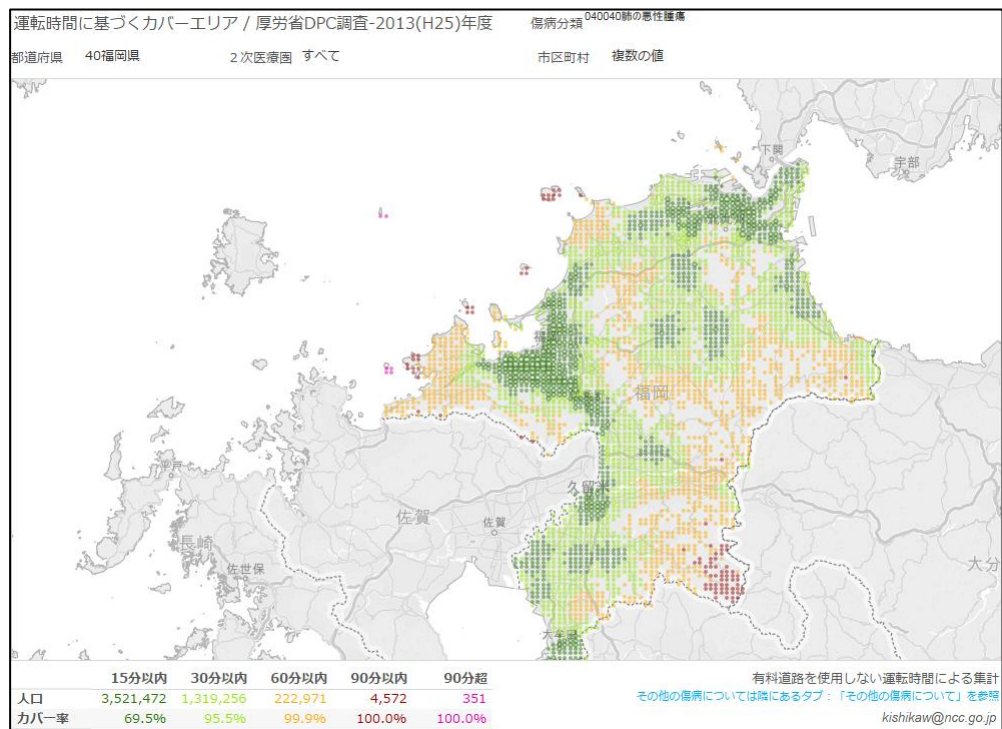 運転時間に基づくカバーエリア / 厚労省DPC調査-2013(H25)年度
傷病分類 040040肺の悪性腫瘍
都道府県 40福岡県 2次医療圏 すべて 市区町村 複数の値
下関
宇部
福岡
久留米
佐賀
佐賀
平戸
長崎
佐世保
大分
大牟田
15分以内 30分以内 60分以内 90分以内 90分超
人口 3,521,472 1,319,256 222,971 4,572 351
カバー率 69.5% 95.5% 99.9% 100.0% 100.0%
有料道路を使用しない運転時間による集計
その他の傷病については隣にあるタブ：「その他の傷病について」を参照
kishikaw@ncc.go.jp